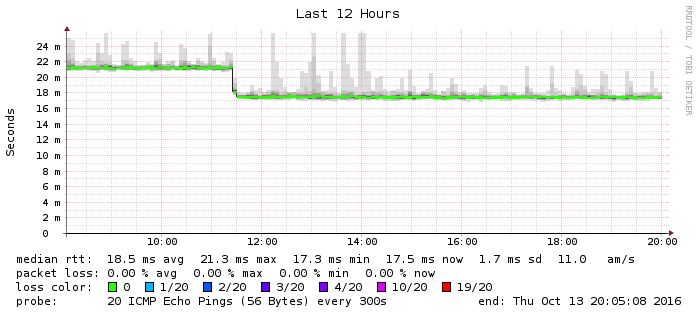 Last 12 Hours
RRDTOOL / TOBI OETIKER
Seconds
24 m
22 m
20 m
18 m
16 m
14 m
12 m
10 m
8 m
6 m
4 m
2 m
0
10:00 12:00 14:00 16:00 18:00 20:00
median rtt: 18.5 ms avg 21.3 ms max 17.3 ms min 17.5 ms now 1.7 ms sd 11.0 am/s
packet loss: 0.00 % avg 0.00 % max 0.00 % min 0.00 % now
loss color: 0 1/20 2/20 3/20 4/20 10/20 19/20
probe: 20 ICMP Echo Pings (56 Bytes) every 300s end: Thu Oct 13 20:05:08 2016